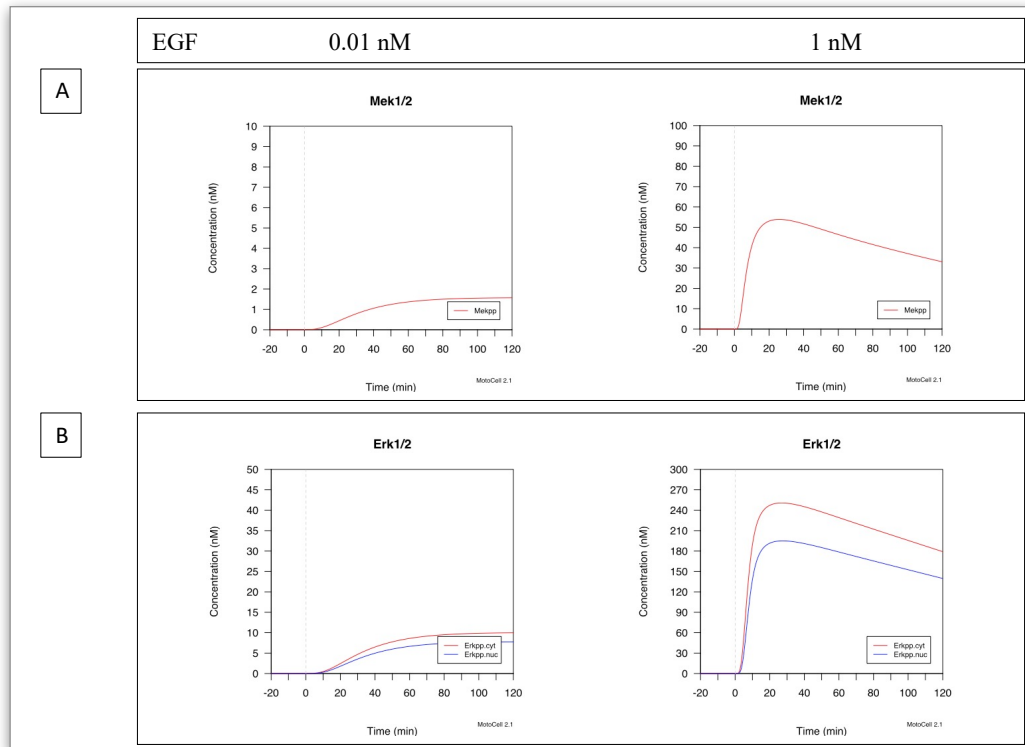 EGF 0.01 nM 1 nM
A
Mek1/2
10
9
8
7
6
5
4
3
2
1
0
Concentration (nM)
Mekpp
-20 0 20 40 60 80 100 120
Time (min)
MotoCell 2.1
Mek1/2
100
90
80
70
60
50
40
30
20
10
0
Concentration (nM)
Mekpp
-20 0 20 40 60 80 100 120
Time (min)
MotoCell 2.1
B
Erk1/2
50
45
40
35
30
25
20
15
10
5
0
Concentration (nM)
Erkpp.cyt
Erkpp.nuc
-20 0 20 40 60 80 100 120
Time (min)
MotoCell 2.1
Erk1/2
300
270
240
210
180
150
120
90
60
30
0
Concentration (nM)
Erkpp.cyt
Erkpp.nuc
-20 0 20 40 60 80 100 120
Time (min)
MotoCell 2.1